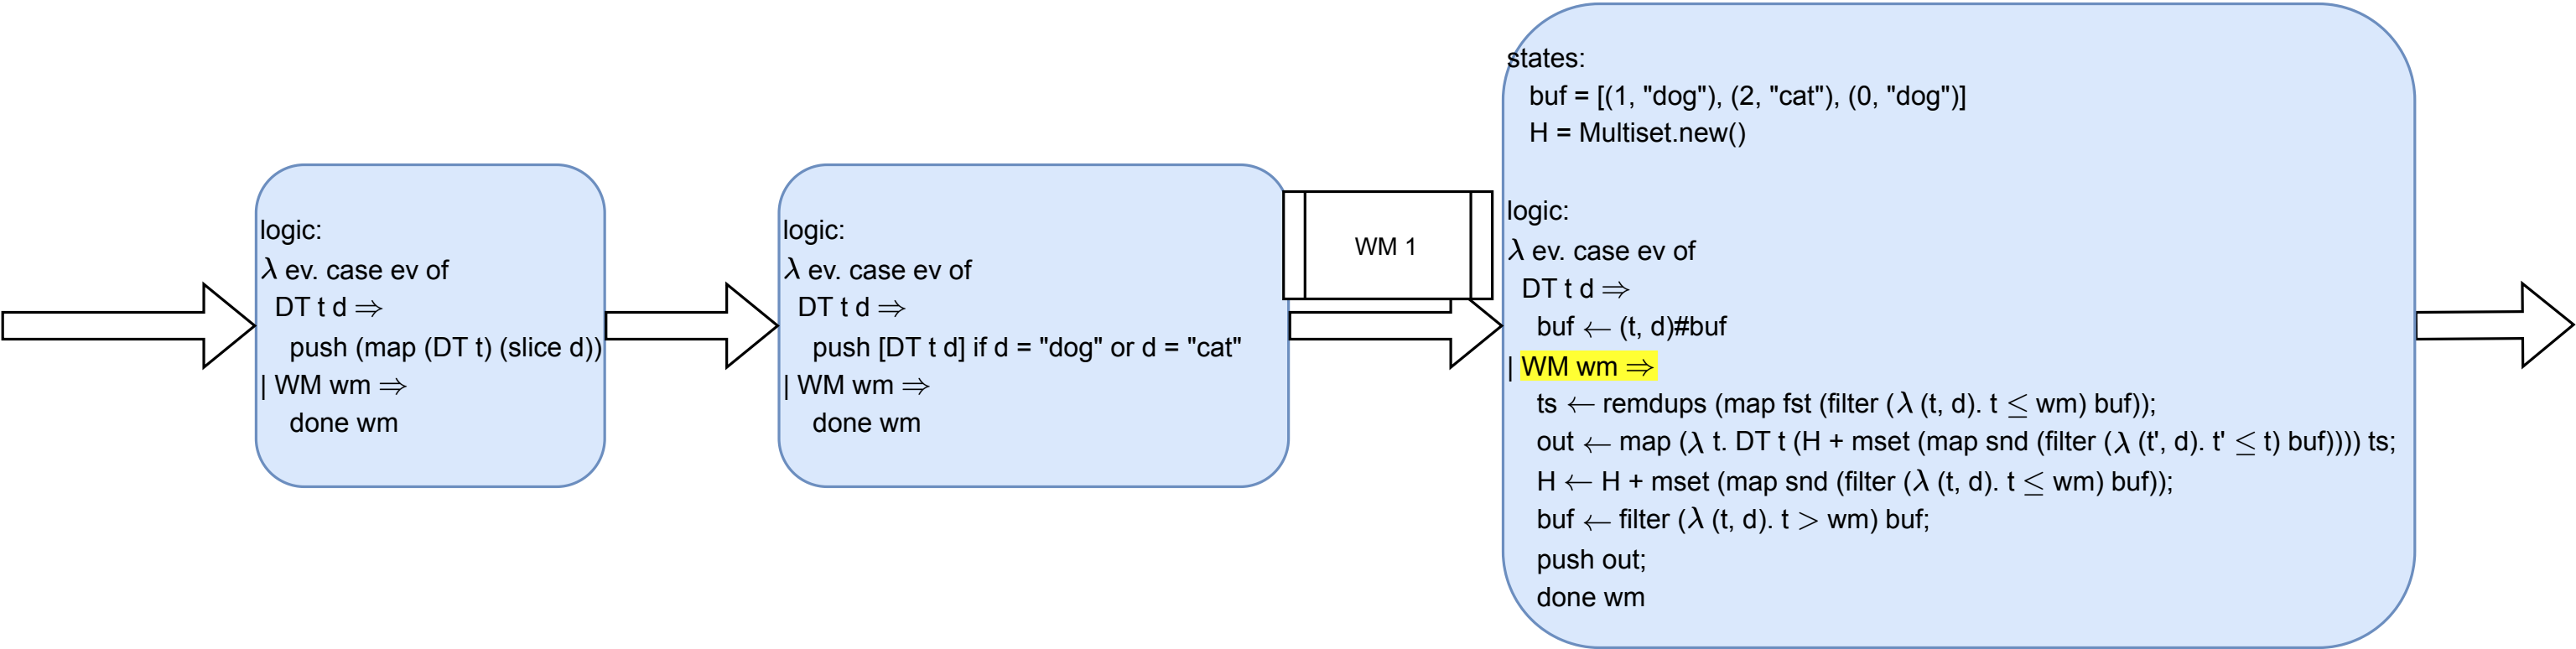 logic:
λ ev. case ev of
DT t d ⇒
push (map (DT t) (slice d))
| WM wm ⇒
done wm
logic:
λ ev. case ev of
DT t d ⇒
push [DT t d] if d = "dog" or d = "cat"
| WM wm ⇒
done wm
WM 1
states:
buf = [(1, "dog"), (2, "cat"), (0, "dog")]
H = Multiset.new()
logic:
λ ev. case ev of
DT t d ⇒
buf ← (t, d)#buf
| WM wm ⇒
ts ← remdups (map fst (filter (λ (t, d). t ≤ wm) buf));
out ← map (λ t. DT t (H + mset (map snd (filter (λ (t', d). t' ≤ t) buf)))) ts;
H ← H + mset (map snd (filter (λ (t, d). t ≤ wm) buf));
buf ← filter (λ (t, d). t > wm) buf;
push out;
done wm